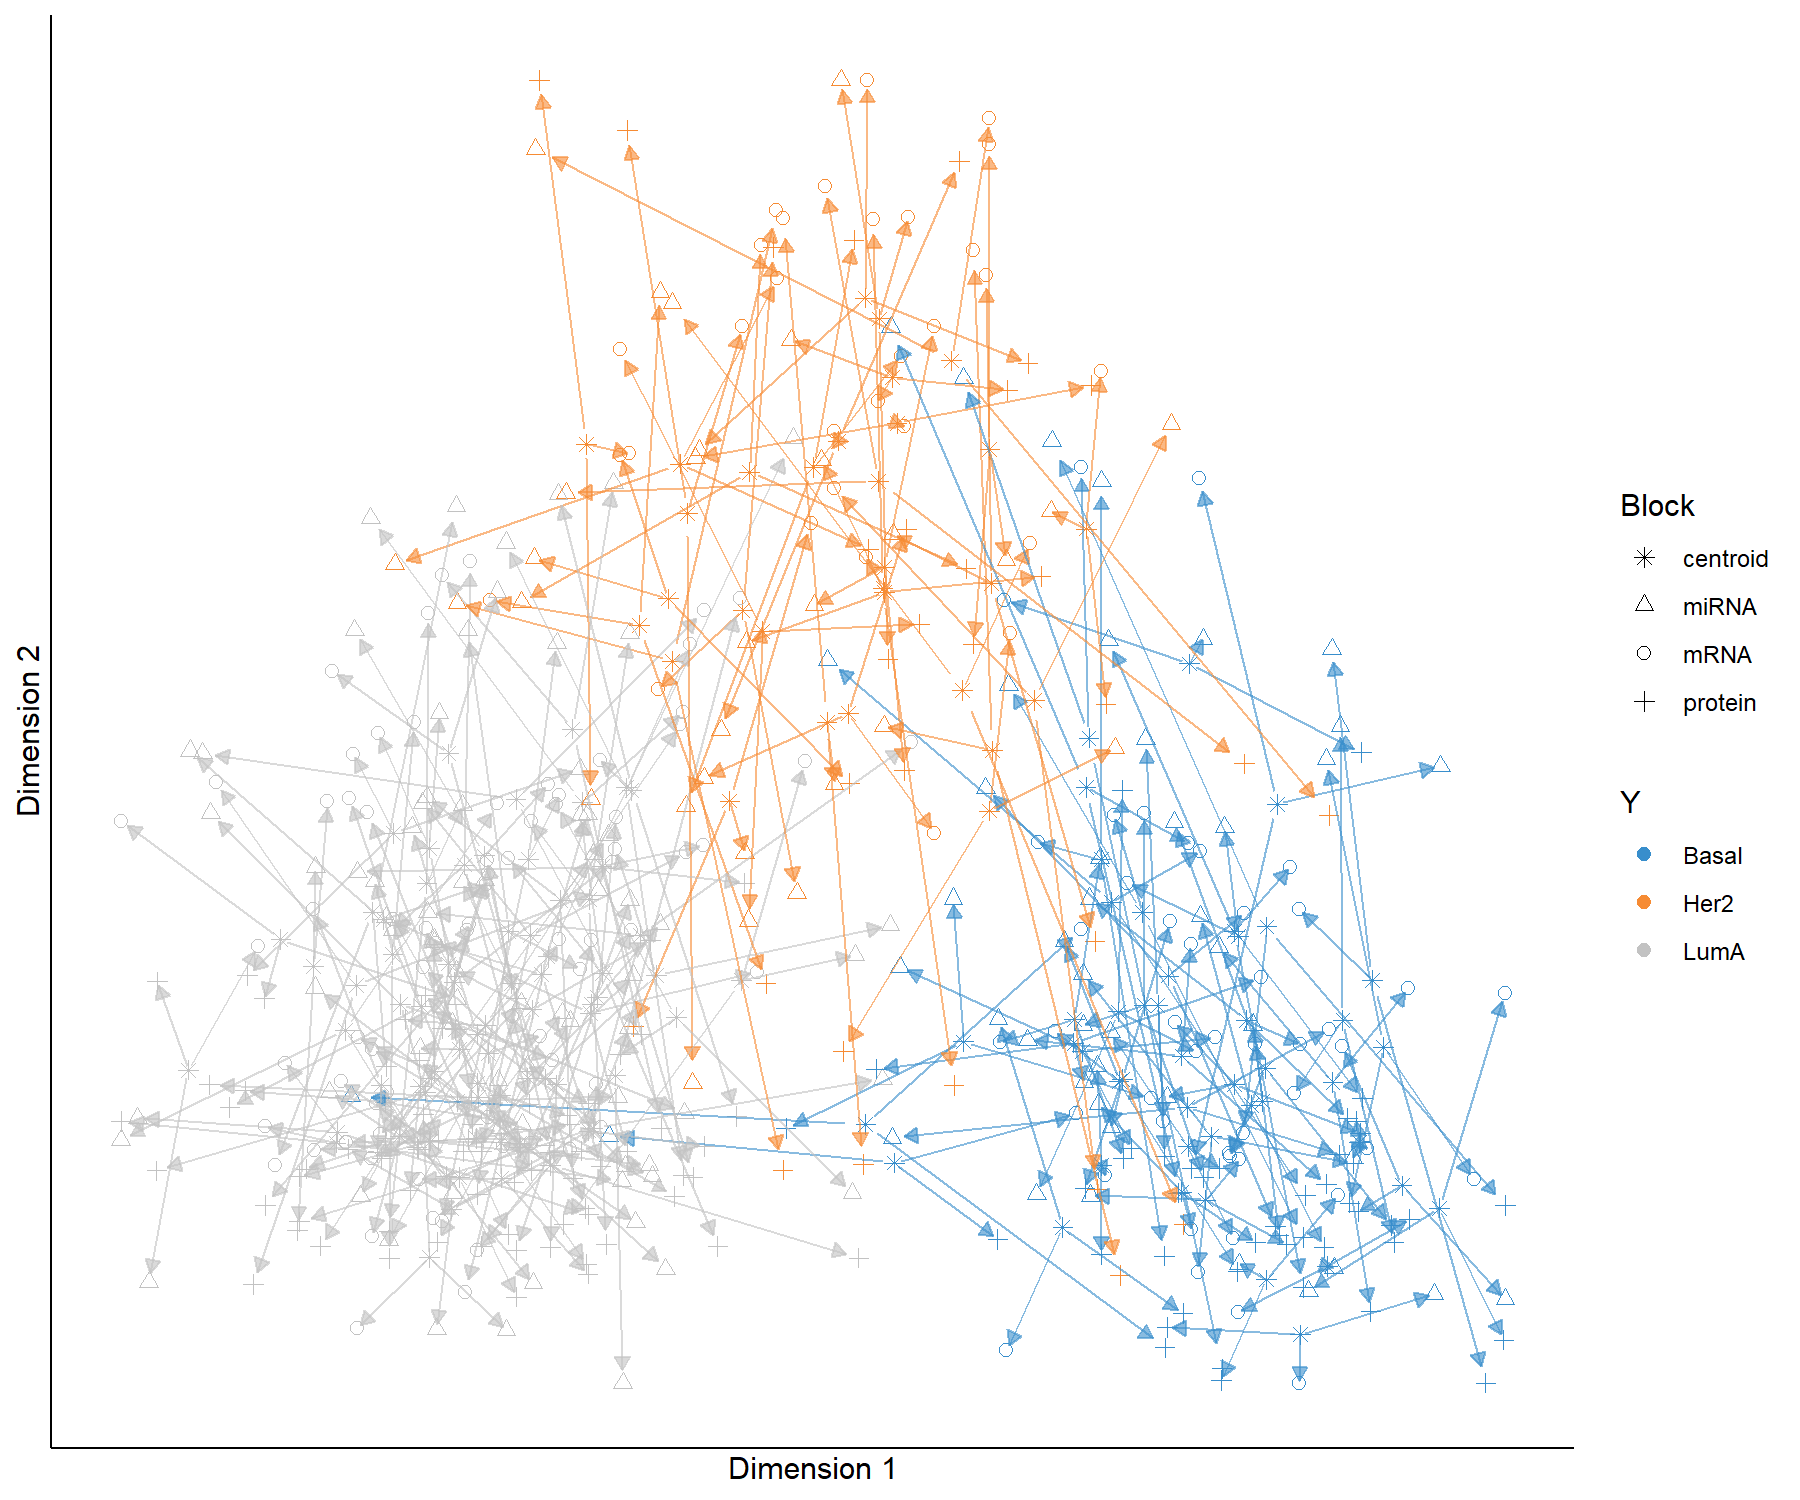 Dimension 2
Dimension 1
Block
centroid
miRNA
mRNA
protein
Y
Basal
Her2
LumA